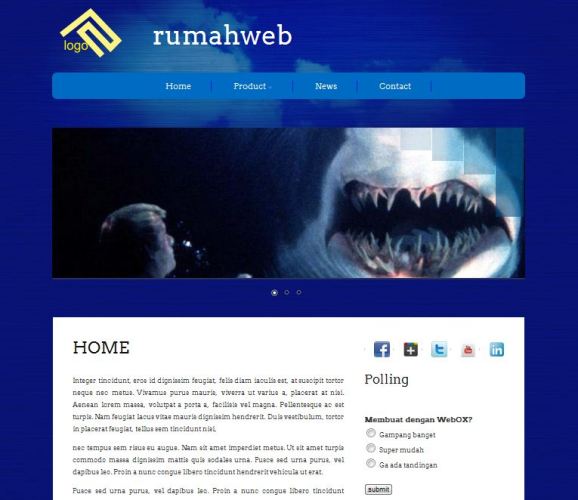 logo
rumahweb
Home
Product
News
Contact
HOME
Integer tincidunt, eros id dignissim feugiat, felis diam iaculis est, at suscipit tortor
neque nec metus. Vivamus purus mauris, viverra ut varius a, placerat at nisi.
Aenean lorem massa, volutpat a porta a, facilisis vel magna. Pellentesque ac est
turpis. Nam feugiat lacus vitae mauris dignissim hendrerit. Duis vestibulum, tortor
in placerat feugiat, tellus sem tincidunt nisi,
nec tempus sem risus eu augue. Nam sit amet imperdiet metus. Ut sit amet turpis
commodo massa dignissim mattis quis sodales urna. Fusce sed urna purus, vel
dapibus leo. Proin a nunc congue libero tincidunt hendrerit vehicula ut erat.
Fusce sed urna purus, vel dapibus leo. Proin a nunc congue libero tincidunt
Polling
Membuat dengan WebOX?
Gampang banget
Super mudah
Ga ada tandingan
submit